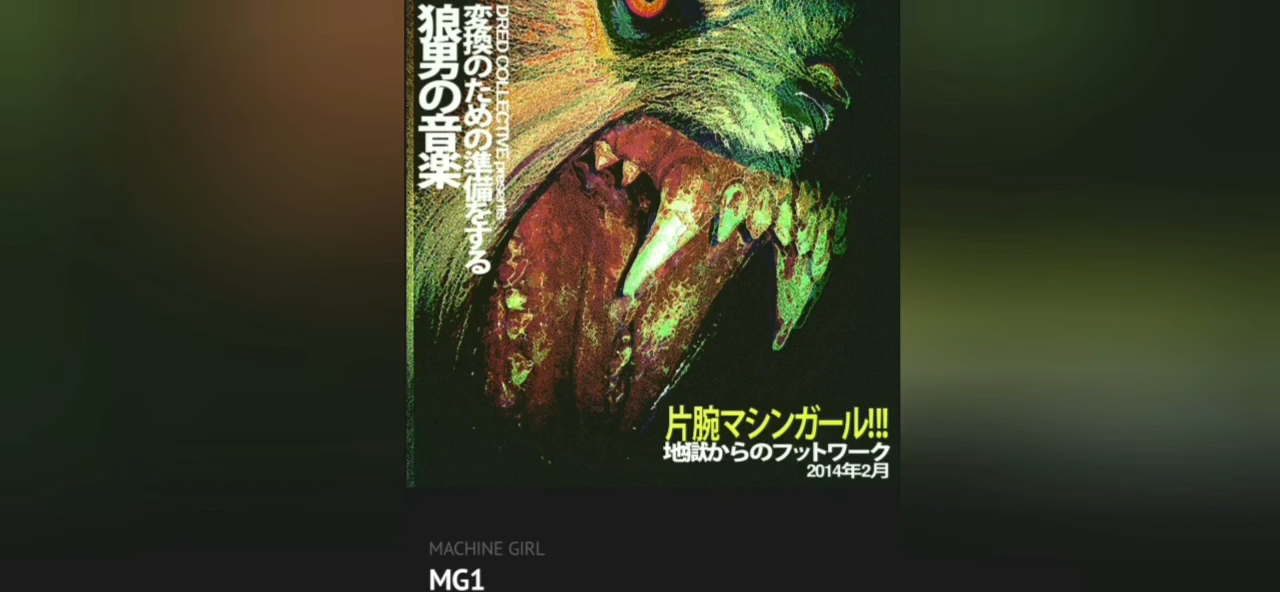 狼男の音楽
変換のための準備をする
DRED COLLECTIVE presents
片腕マシンガール!!!
地獄からのフットワーク
2014年2月
MACHINE GIRL
MG1